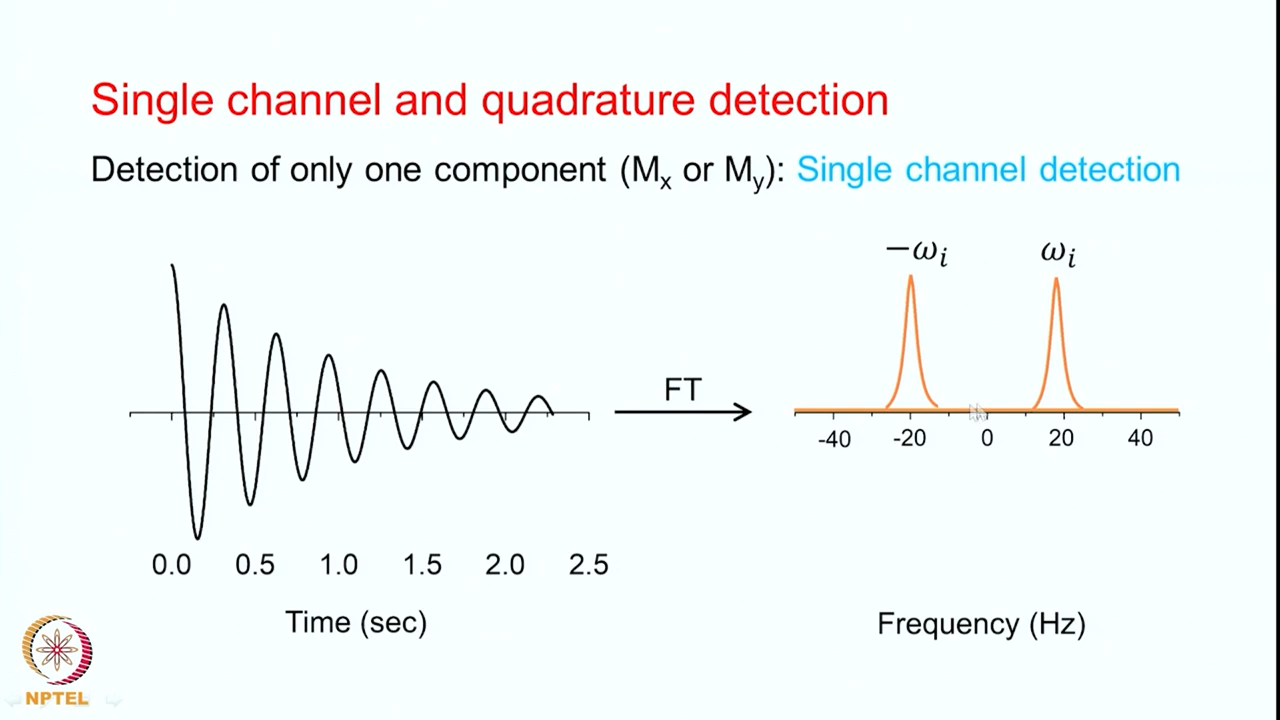 Single channel and quadrature detection
Detection of only one component (Mx or My): Single channel detection
−ωi ωi
FT
-40 -20 0 20 40
0.0 0.5 1.0 1.5 2.0 2.5
Time (sec) Frequency (Hz)
NPTEL